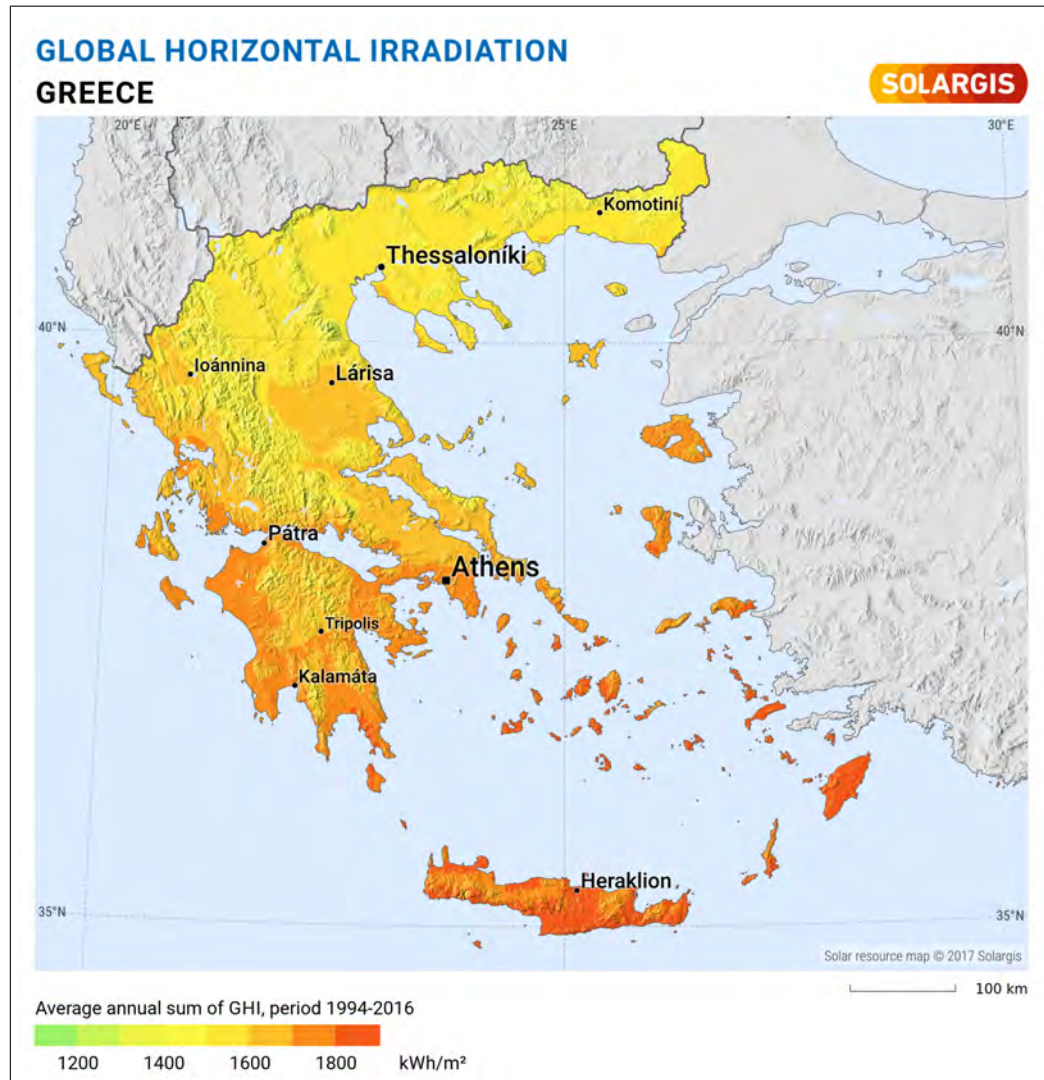 GLOBAL HORIZONTAL IRRADIATION
GREECE
SOLARGIS
20°E
25°E
30°E
Komotiní
Thessaloníki
40°N
40°N
Ioánnina
Lárisa
Pátra
Athens
Tripolis
Kalamáta
Heraklion
35°N
35°N
Solar resource map © 2017 Solargis
100 km
Average annual sum of GHI, period 1994-2016
1200 1400 1600 1800 kWh/m²